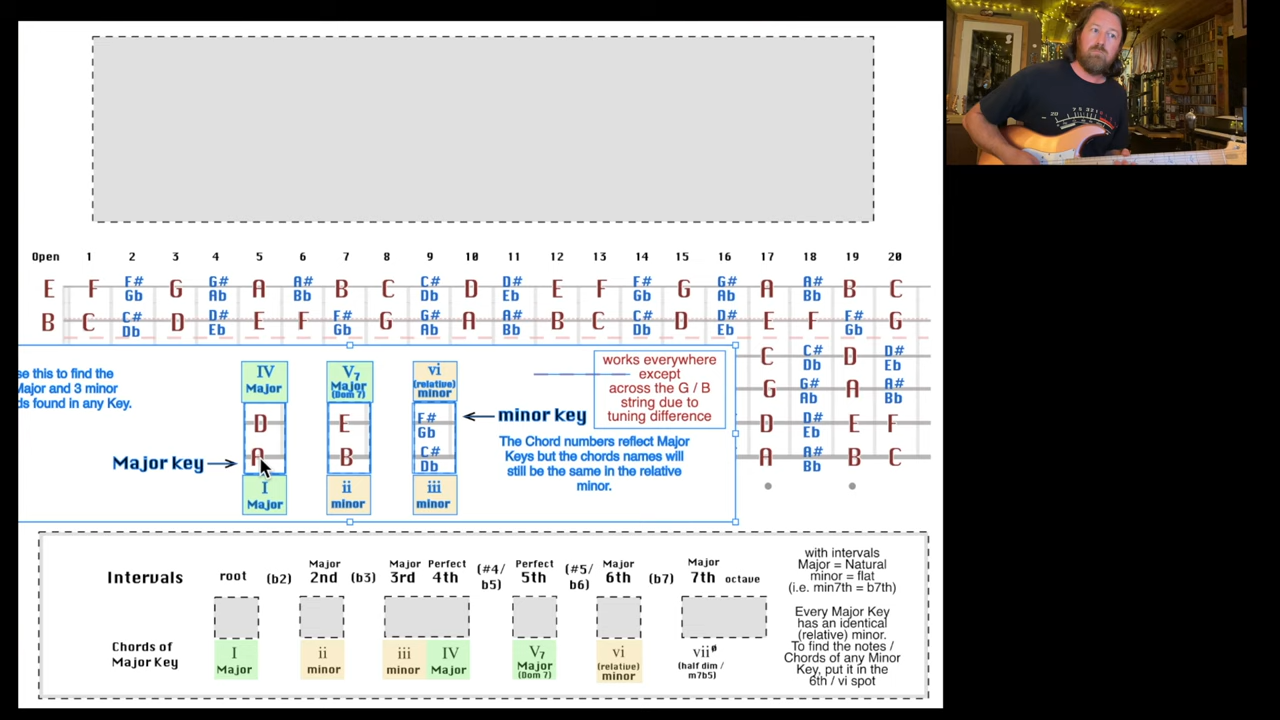 Open 1 2 3 4 5 6 7 8 9 10 11 12 13 14 15 16 17 18 19 20
E F F# Gb G G# Ab A A# Bb B C C# Db D D# Eb E F F# Gb G G# Ab A A# Bb B C
B C C# Db D D# Eb E F F# Gb G G# Ab A A# Bb B C C# Db D D# Eb E F F# Gb G
C C# Db D D# Eb
G G# Ab A A# Bb
D D# Eb E F
A A# Bb B C
se this to find the
Major and 3 minor
ds found in any Key.
IV
Major
V7
Major
(Dom 7)
vi
(relative)
minor
D E F# Gb
A B C# Db
Major key
I
Major
ii
minor
iii
minor
minor key
works everywhere
except
across the G / B
string due to
tuning difference
The Chord numbers reflect Major
Keys but the chords names will
still be the same in the relative
minor.
Intervals
root
(b2)
Major
2nd
(b3)
Major
3rd
Perfect
4th
(#4/
b5)
Perfect
5th
(#5/
b6)
Major
6th
(b7)
Major
7th
octave
Chords of
Major Key
I
Major
ii
minor
iii
minor
IV
Major
V7
Major
(Dom 7)
vi
(relative)
minor
viiø
(half dim /
m7b5)
with intervals
Major = Natural
minor = flat
(i.e. min7th = b7th)
Every Major Key
has an identical
(relative) minor.
To find the notes /
Chords of any Minor
Key, put it in the
6th / vi spot